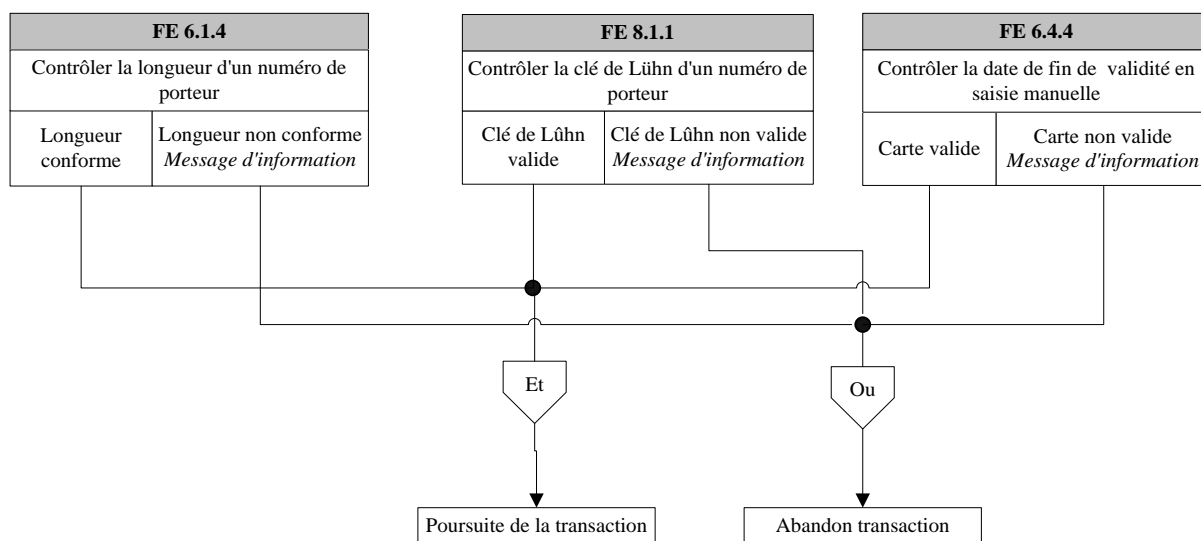 FE 6.1.4
Contrôler la longueur d'un numéro de
porteur
Longueur
conforme
Longueur non conforme
Message d'information
FE 8.1.1
Contrôler la clé de Lühn d'un numéro de
porteur
Clé de Lûhn
valide
Clé de Lûhn non valide
Message d'information
FE 6.4.4
Contrôler la date de fin de validité en
saisie manuelle
Carte valide
Carte non valide
Message d'information
Et
Ou
Poursuite de la transaction
Abandon transaction